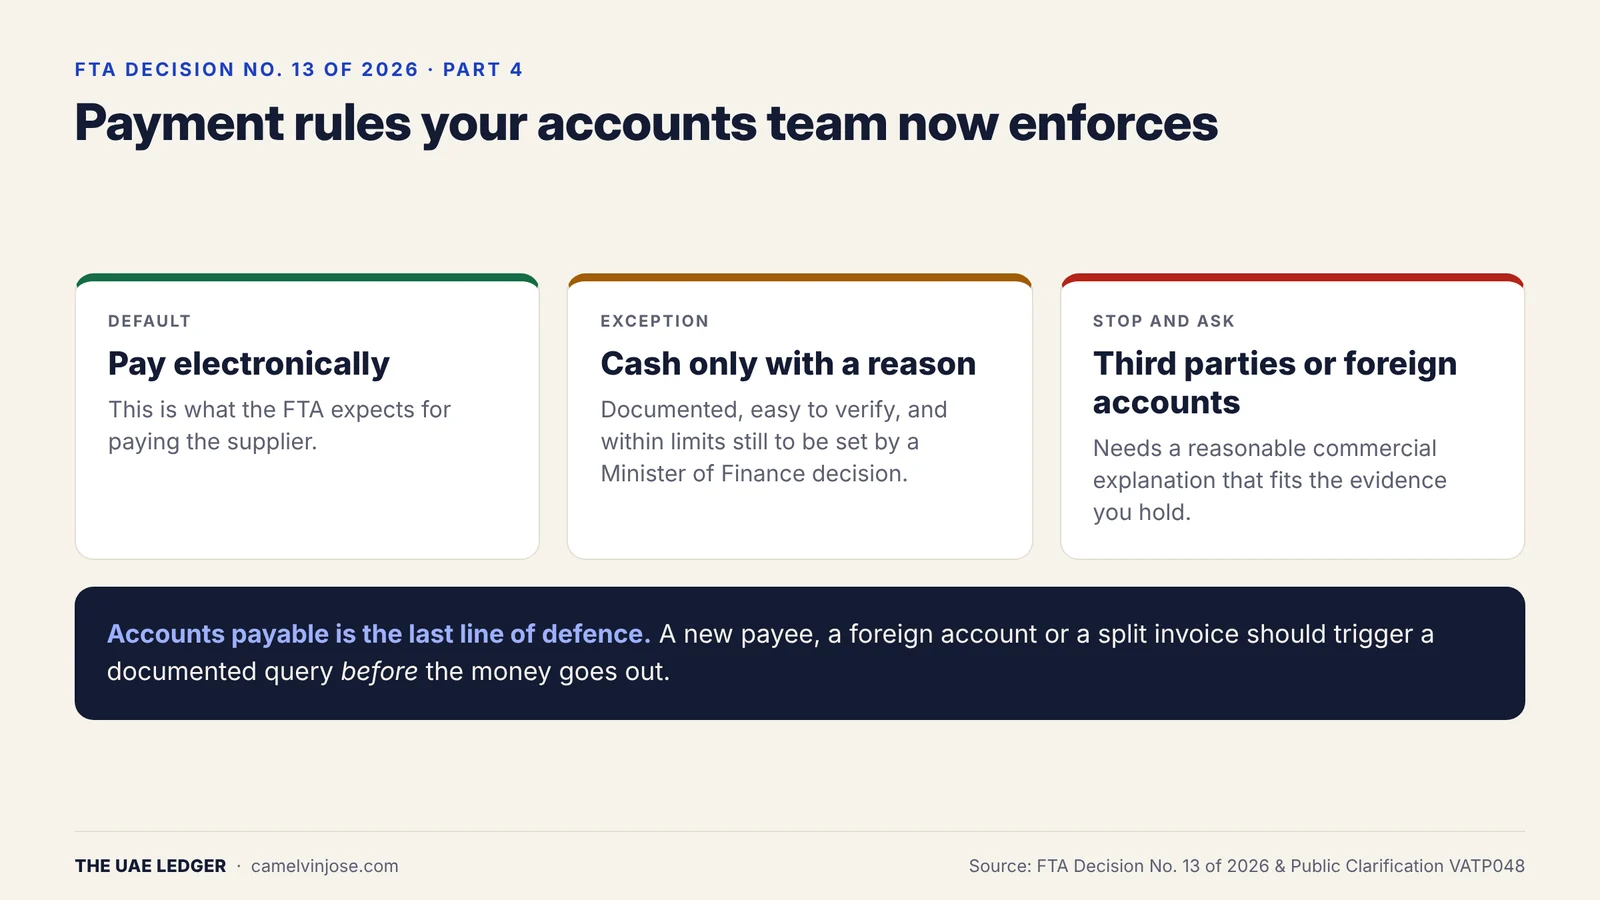 FTA DECISION NO. 13 OF 2026 · PART 4
Payment rules your accounts team now enforces
DEFAULT
Pay electronically
This is what the FTA expects for
paying the supplier.
EXCEPTION
Cash only with a reason
Documented, easy to verify, and
within limits still to be set by a
Minister of Finance decision.
STOP AND ASK
Third parties or foreign
accounts
Needs a reasonable commercial
explanation that fits the evidence
you hold.
Accounts payable is the last line of defence. A new payee, a foreign account or a split invoice should trigger a
documented query before the money goes out.
THE UAE LEDGER · camelvinjose.com
Source: FTA Decision No. 13 of 2026 & Public Clarification VATP048